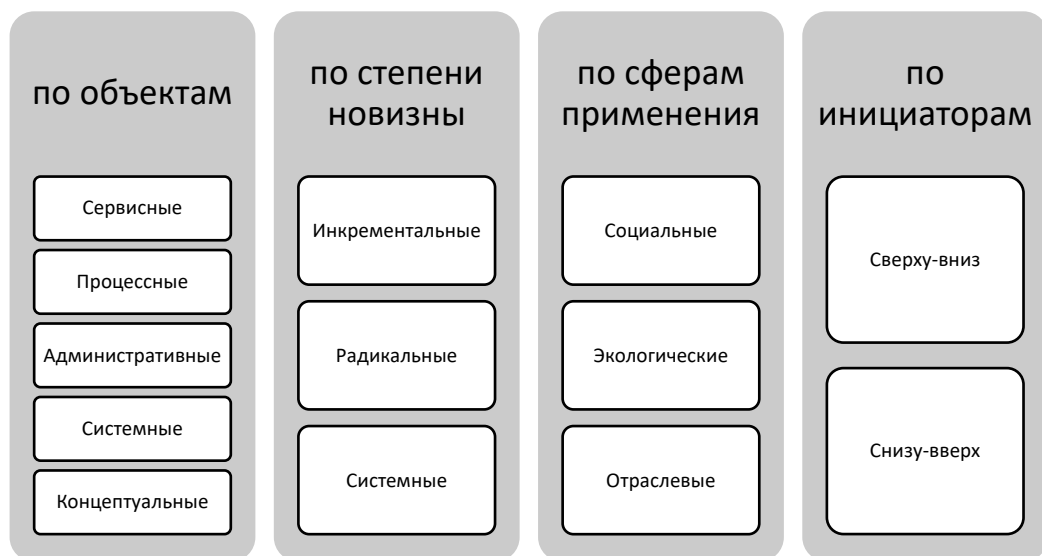 по объектам
Сервисные
Процессные
Административные
Системные
Концептуальные
по степени
новизны
Инкрементальные
Радикальные
Системные
по сферам
применения
Социальные
Экологические
Отраслевые
по
инициаторам
Сверху-вниз
Снизу-вверх